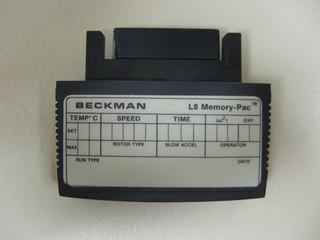 BECKMAN L8 Memory-Pac™
TEMP°C SPEED TIME ω²t EXP.
SET
MAX ROTOR TYPE SLOW ACCEL OPERATOR
RUN TYPE DATE